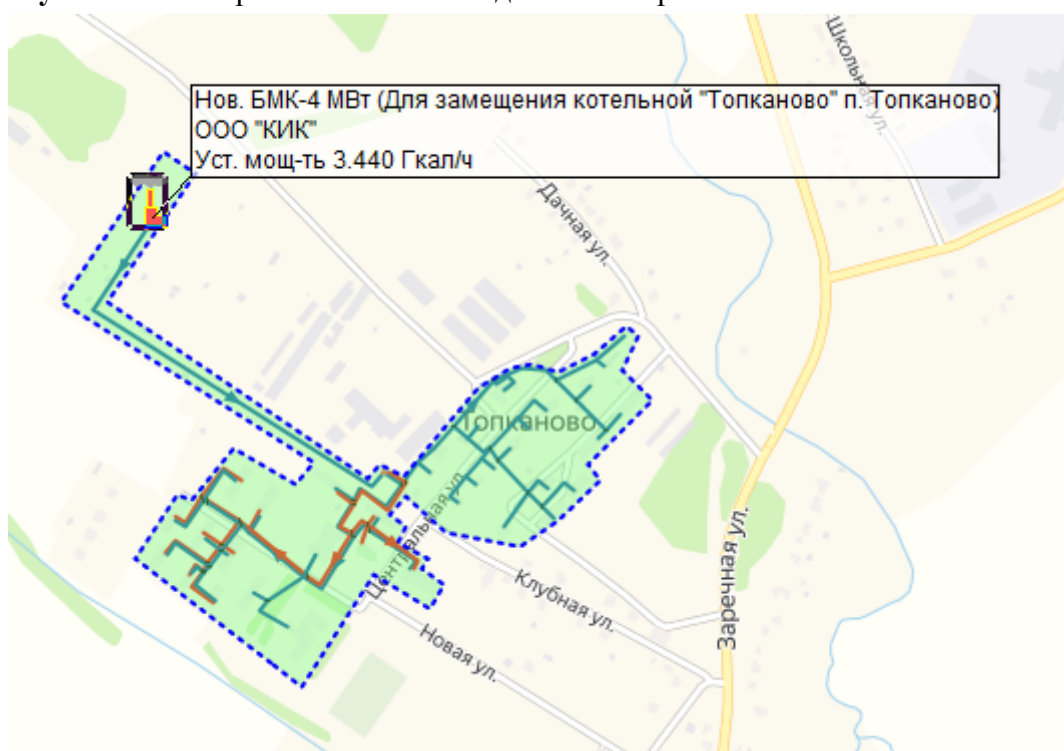 Нов. БМК-4 МВт (Для замещения котельной "Топканово" п. Топканово)
ООО "КИК"
Уст. мощ-ть 3.440 Гкал/ч
Школьная ул.
Дачная ул.
Топканово
Центральная ул.
Клубная ул.
Заречная ул.
Новая ул.